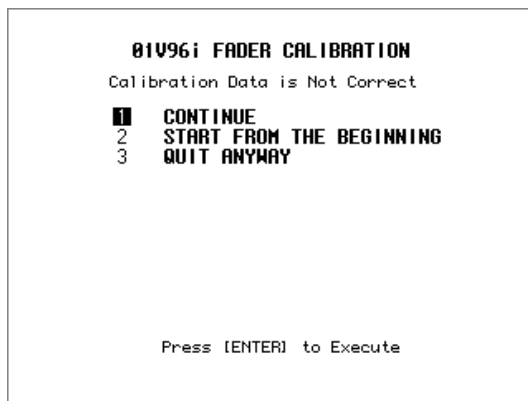 01V96i FADER CALIBRATION
Calibration Data is Not Correct
1 CONTINUE
2 START FROM THE BEGINNING
3 QUIT ANYWAY
Press [ENTER] to Execute